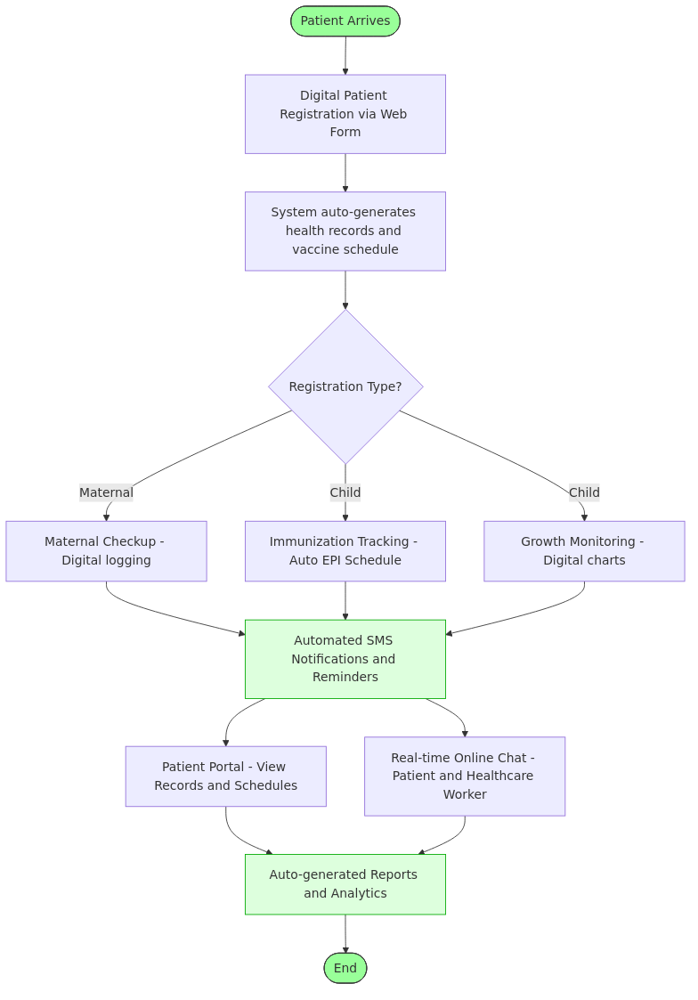 Patient Arrives
Digital Patient
Registration via Web
Form
System auto-generates
health records and
vaccine schedule
Registration Type?
Maternal
Child
Child
Maternal Checkup -
Digital logging
Immunization Tracking -
Auto EPI Schedule
Growth Monitoring -
Digital charts
Automated SMS
Notifications and
Reminders
Patient Portal - View
Records and Schedules
Real-time Online Chat -
Patient and Healthcare
Worker
Auto-generated Reports
and Analytics
End